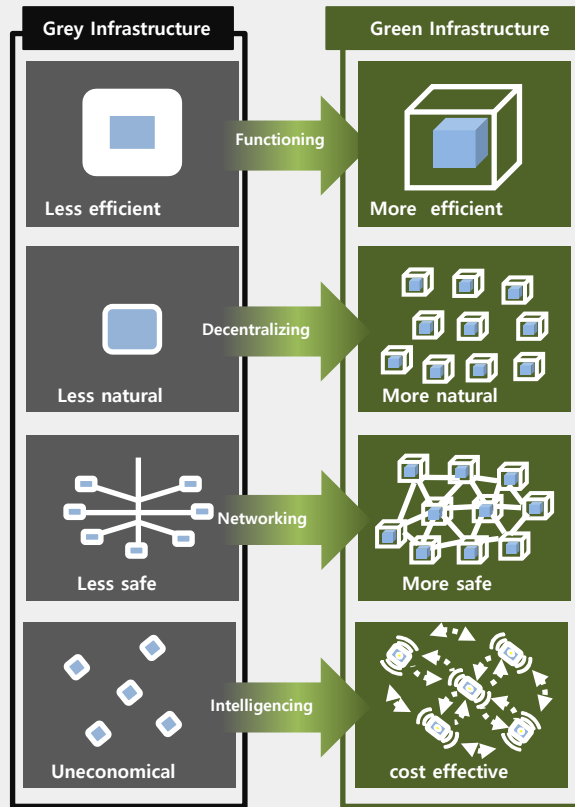 Grey Infrastructure
Green Infrastructure
Functioning
Less efficient
More efficient
Decentralizing
Less natural
More natural
Networking
Less safe
More safe
Intelligencing
Uneconomical
cost effective